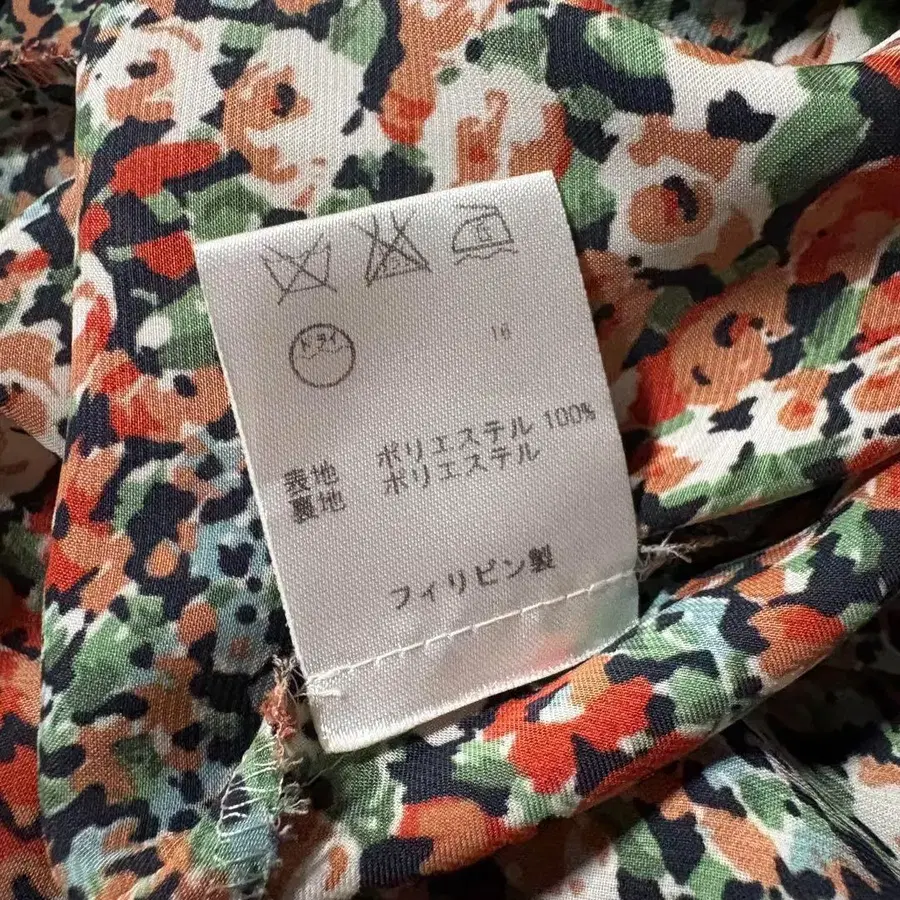 ドライ
16
表地 ポリエステル 100%
裏地 ポリエステル
フィリピン製